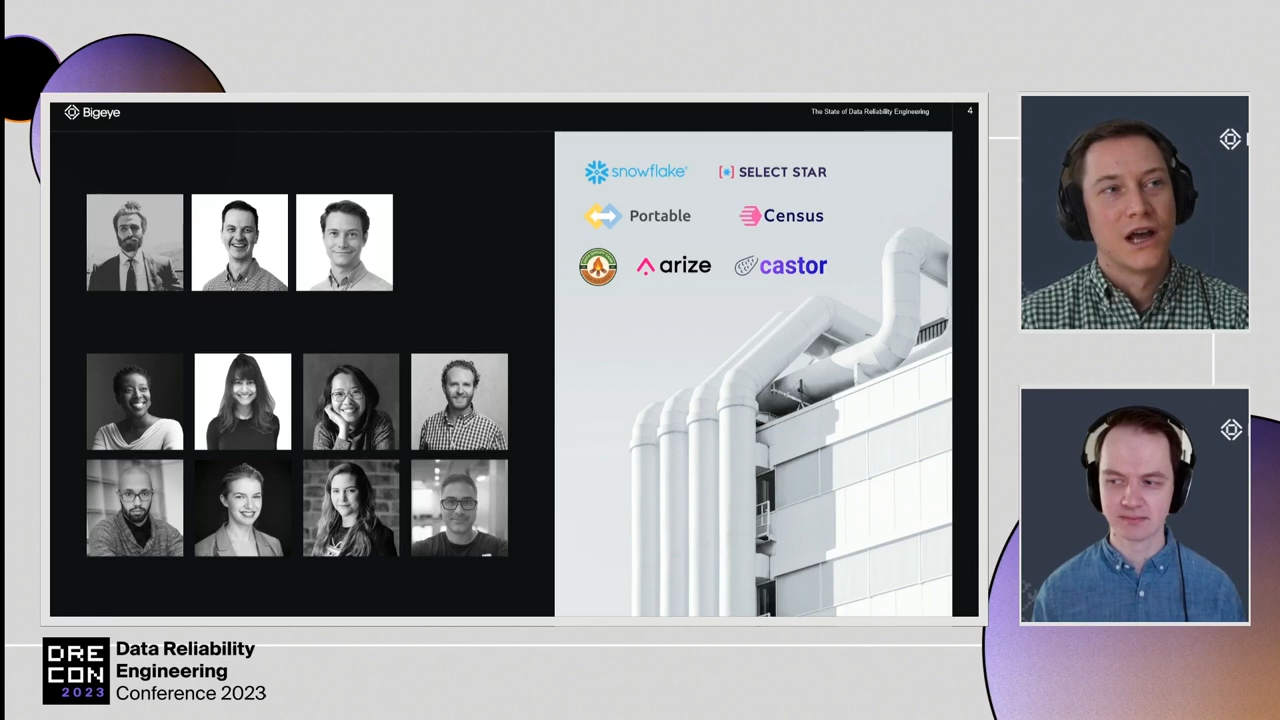 Bigeye
The State of Data Reliability Engineering
4
snowflake®
[*] SELECT STAR
Portable
Census
arize
castor
DRE
CON
2023
Data Reliability
Engineering
Conference 2023